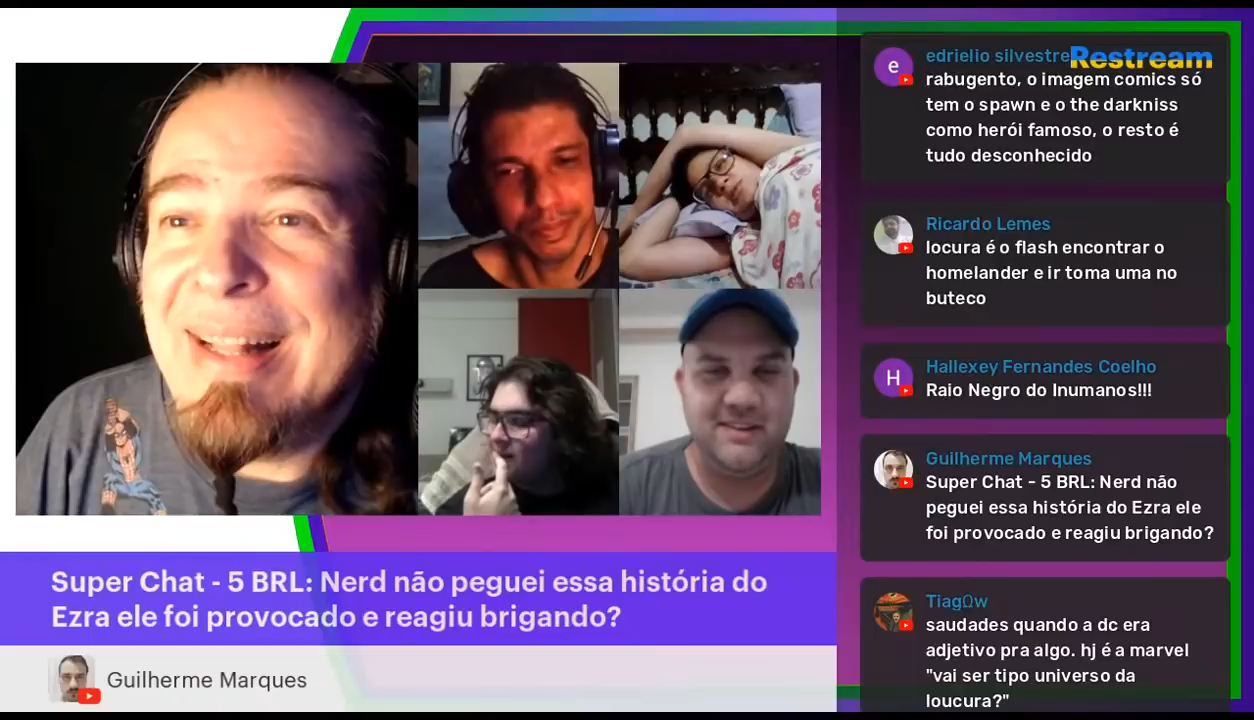 edrielio silvestre
Restream
rabugento, o imagem comics só
tem o spawn e o the darkniss
como herói famoso, o resto é
tudo desconhecido
Ricardo Lemes
locura é o flash encontrar o
homelander e ir toma uma no
buteco
H
Hallexey Fernandes Coelho
Raio Negro do Inumanos!!!
Guilherme Marques
Super Chat - 5 BRL: Nerd não
peguei essa história do Ezra ele
foi provocado e reagiu brigando?
TiagΩw
saudades quando a dc era
adjetivo pra algo. hj é a marvel
"vai ser tipo universo da
loucura?"
Super Chat - 5 BRL: Nerd não peguei essa história do
Ezra ele foi provocado e reagiu brigando?
Guilherme Marques
e